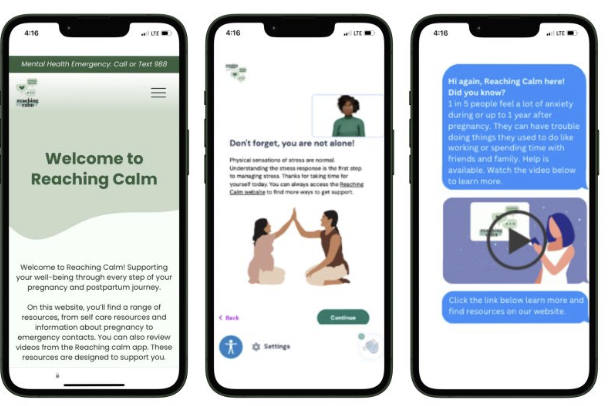 4:16
LTE
Mental Health Emergency: Call or Text 988
reaching
calm
Welcome to
Reaching Calm
Welcome to Reaching Calm! Supporting
your well-being through every step of your
pregnancy and postpartum journey.
On this website, you'll find a range of
resources, from self care resources and
information about pregnancy to
emergency contacts. You can also review
videos from the Reaching calm app. These
resources are designed to support you.
4:16
LTE
Don't forget, you are not alone!
Physical sensations of stress are normal.
Understanding the stress response is the first step
to managing stress. Thanks for taking time for
yourself today. You can always access the Reaching
Calm website to find more ways to get support.
< Back
Continue
Settings
4:16
LTE
Hi again, Reaching Calm here!
Did you know?
1 in 5 people feel a lot of anxiety
during or up to 1 year after
pregnancy. They can have trouble
doing things they used to do like
working or spending time with
friends and family. Help is
available. Watch the video below
to learn more.
Click the link below learn more and
find resources on our website.